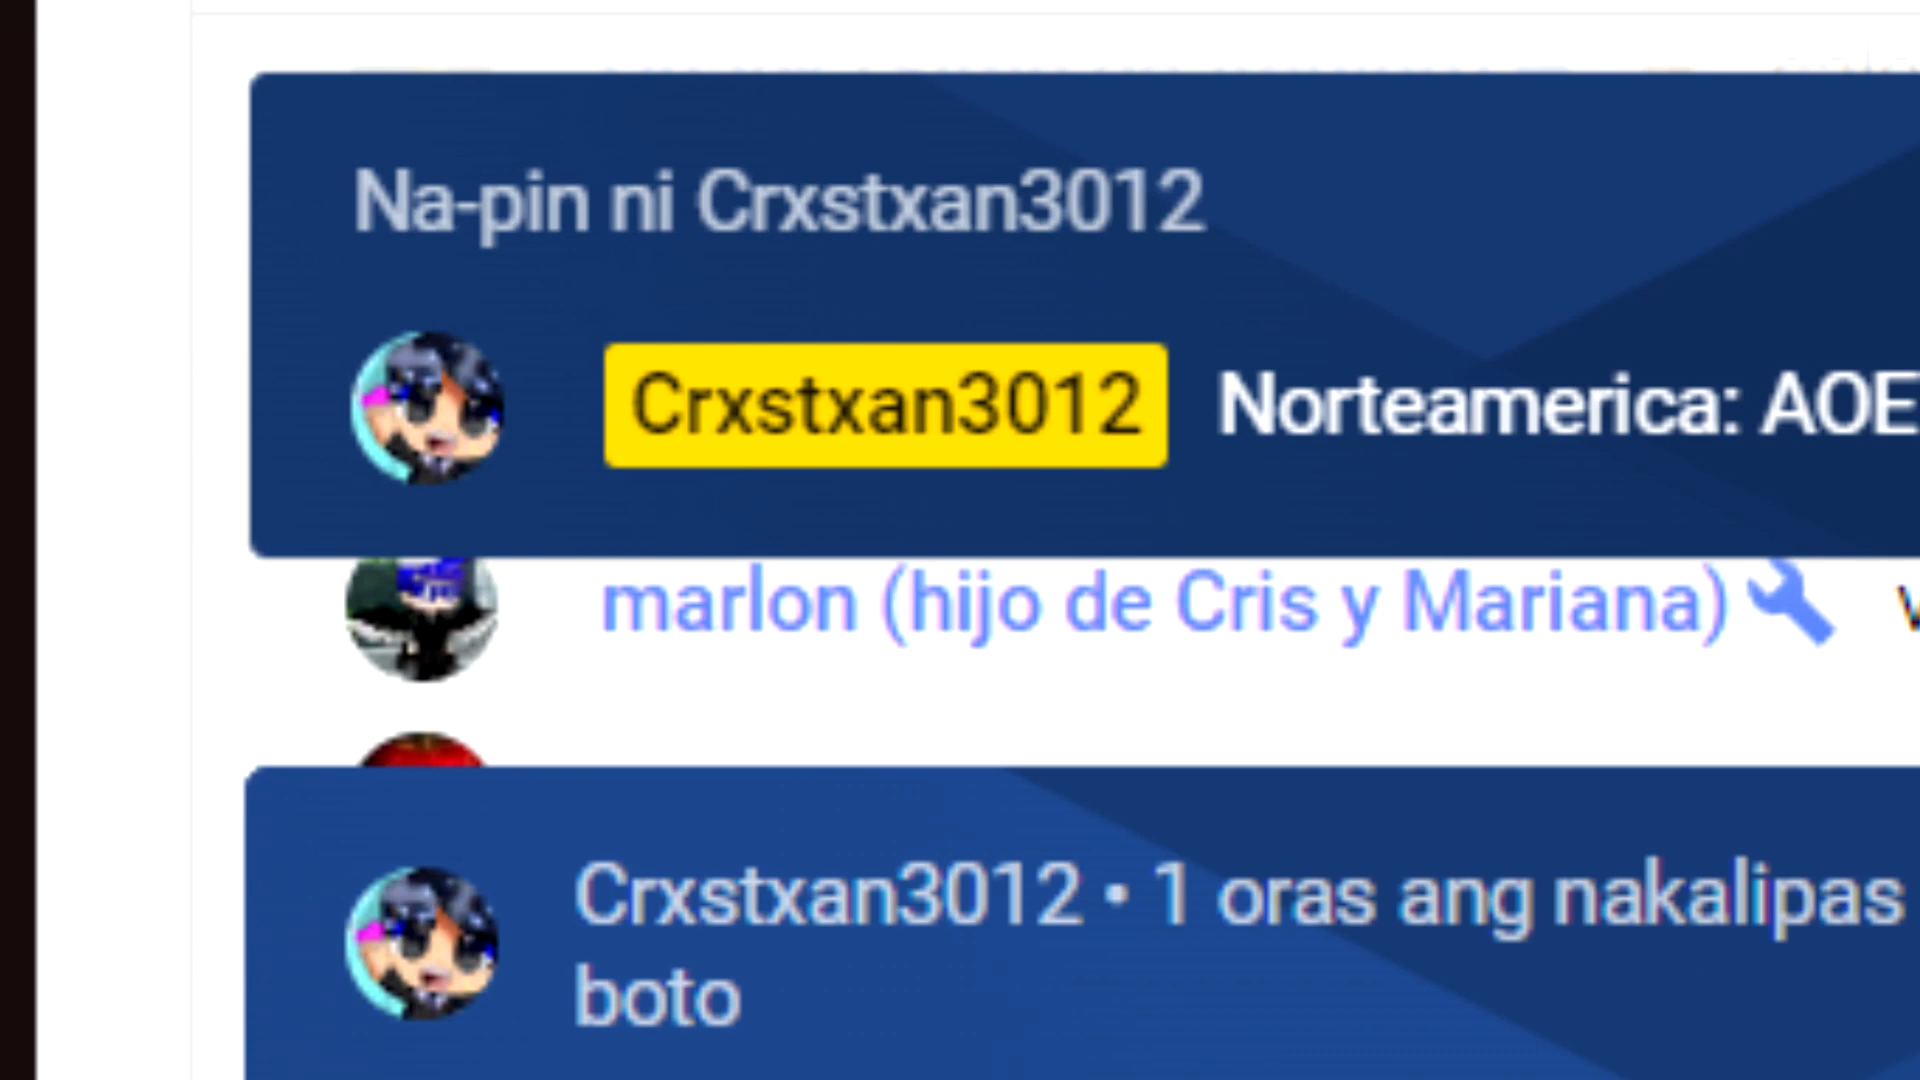 Na-pin ni Crxstxan3012
Crxstxan3012 Norteamerica: AOE
marlon (hijo de Cris y Mariana)
Crxstxan3012 • 1 oras ang nakalipas
boto